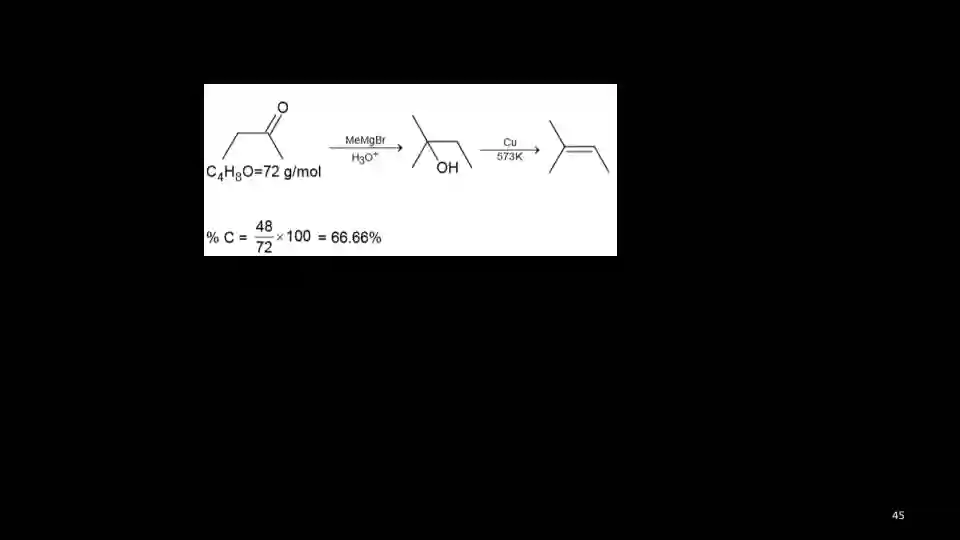 O
MeMgBr
H₃O⁺
OH
Cu
573K
C₄H₈O=72 g/mol
% C = 48/72 ×100 = 66.66%
45